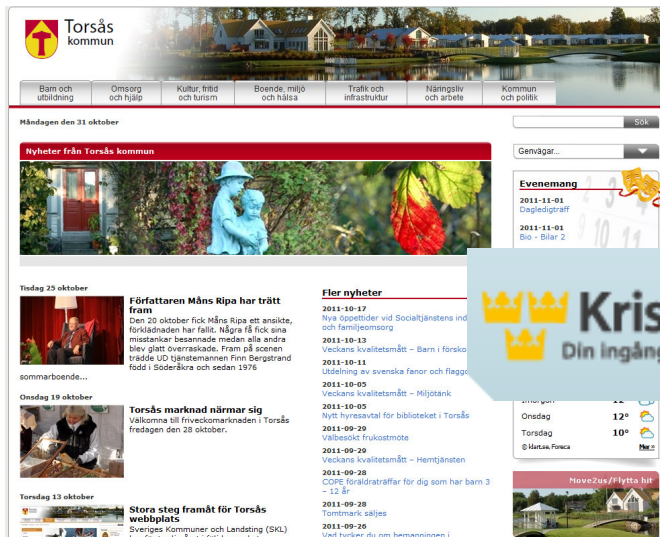 Torsås
kommun
Barn och
utbildning
Omsorg
och hjälp
Kultur, fritid
och turism
Boende, miljö
och hälsa
Trafik och
infrastruktur
Näringsliv
och arbete
Kommun
och politik
Måndagen den 31 oktober
Sök
Nyheter från Torsås kommun
Genvägar...
Evenemang
2011-11-01
Dagledigträff
2011-11-01
Bio - Bilar 2
Tisdag 25 oktober
Författaren Måns Ripa har trätt
fram
Den 20 oktober fick Måns Ripa ett ansikte,
förklädnaden har fallit. Några få fick sina
misstankar besannade medan alla andra
blev glatt överraskade. Fram på scenen
trädde UD tjänstemannen Finn Bergstrand
född i Söderåkra och sedan 1976
sommarboende...
Onsdag 19 oktober
Torsås marknad närmar sig
Välkomna till friveckomarknaden i Torsås
fredagen den 28 oktober.
Torsdag 13 oktober
Stora steg framåt för Torsås
webbplats
Sveriges Kommuner och Landsting (SKL)
Fler nyheter
2011-10-17
Nya öppettider vid Socialtjänstens ind
och familjeomsorg
2011-10-13
Veckans kvalitetsmått – Barn i försko
2011-10-11
Utdelning av svenska fanor och flaggo
2011-10-05
Veckans kvalitetsmått – Miljötänk
2011-10-05
Nytt hyresavtal för biblioteket i Torsås
2011-09-29
Välbesökt frukostmöte
2011-09-29
Veckans kvalitetsmått – Hemtjänsten
2011-09-28
COPE föräldraträffar för dig som har barn 3
– 12 år
2011-09-28
Tomtmark säljes
2011-09-26
Vad tycker du om bemanningen i
Kris
Din ingång
Imorgon 12°
Onsdag 12°
Torsdag 10°
© klart.se, Foreca
Mer »
Move2us/Flytta hit